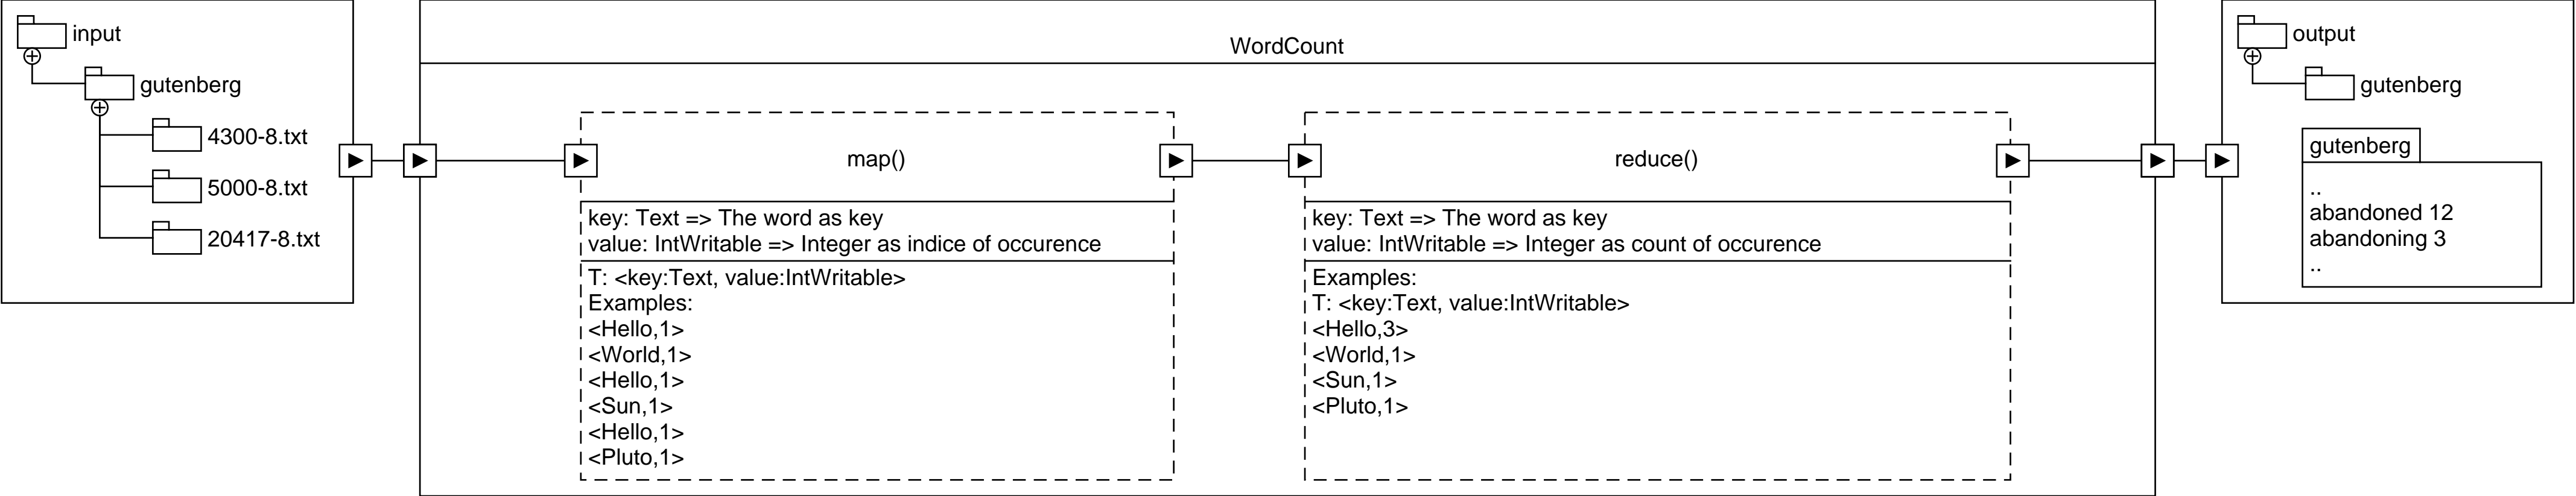 input
gutenberg
4300-8.txt
5000-8.txt
20417-8.txt
WordCount
map()
key: Text => The word as key
value: IntWritable => Integer as indice of occurence
T: <key:Text, value:IntWritable>
Examples:
<Hello,1>
<World,1>
<Hello,1>
<Sun,1>
<Hello,1>
<Pluto,1>
reduce()
key: Text => The word as key
value: IntWritable => Integer as count of occurence
Examples:
T: <key:Text, value:IntWritable>
<Hello,3>
<World,1>
<Sun,1>
<Pluto,1>
output
gutenberg
gutenberg
..
abandoned 12
abandoning 3
..